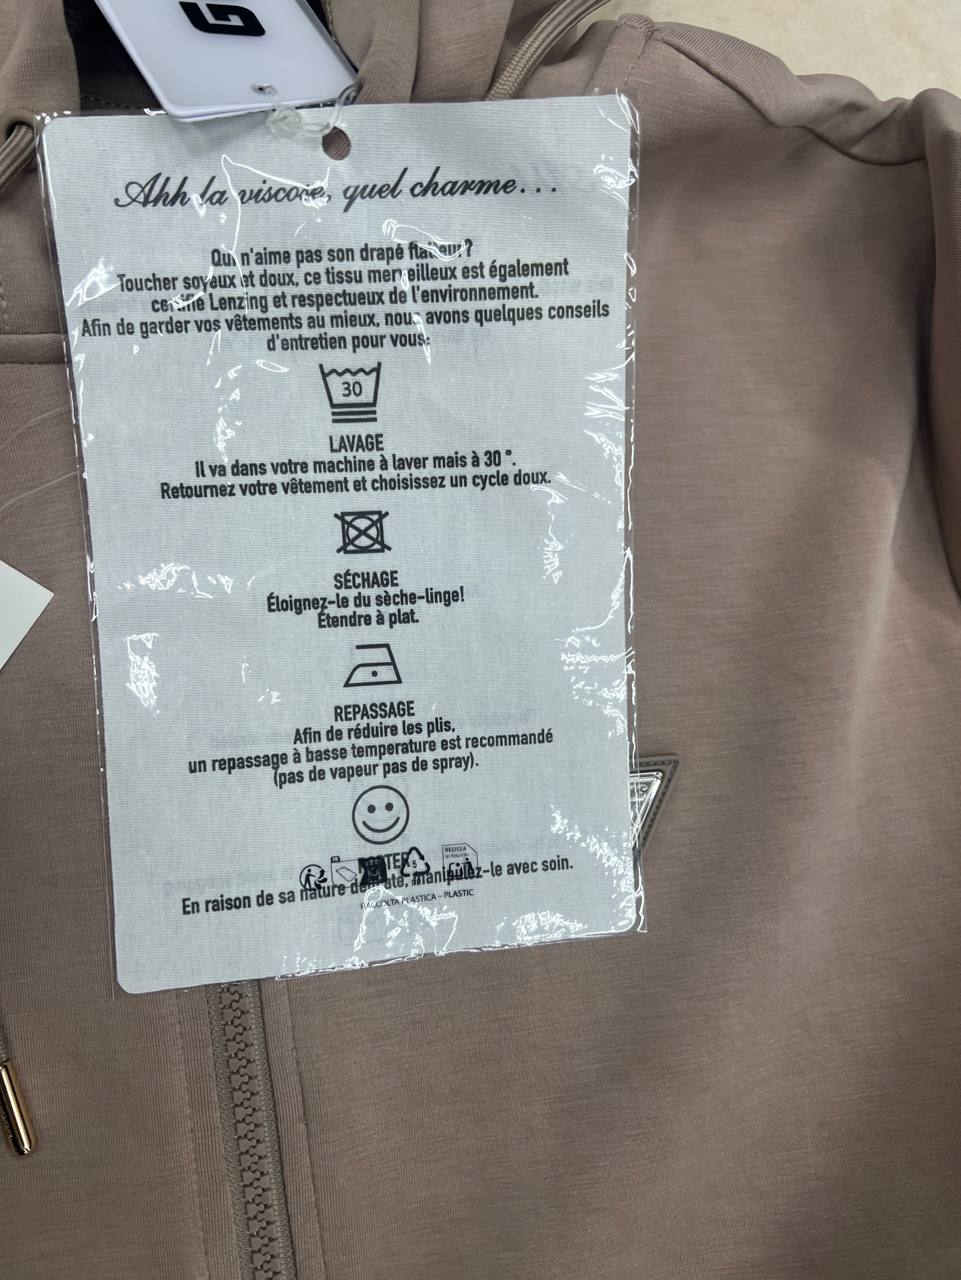 G
Ahh la viscose, quel charme...
Qui n'aime pas son drapé flatteur?
Toucher soyeux et doux, ce tissu merveilleux est également
certifié Lenzing et respectueux de l'environnement.
Afin de garder vos vêtements au mieux, nous avons quelques conseils
d'entretien pour vous:
30
LAVAGE
Il va dans votre machine à laver mais à 30 °.
Retournez votre vêtement et choisissez un cycle doux.
SÉCHAGE
Éloignez-le du sèche-linge!
Étendre à plat.
REPASSAGE
Afin de réduire les plis,
un repassage à basse temperature est recommandé
(pas de vapeur pas de spray).
5
RECICLA
En raison de sa nature délicate, manipulez-le avec soin.
RACCOLTA PLASTICA - PLASTIC